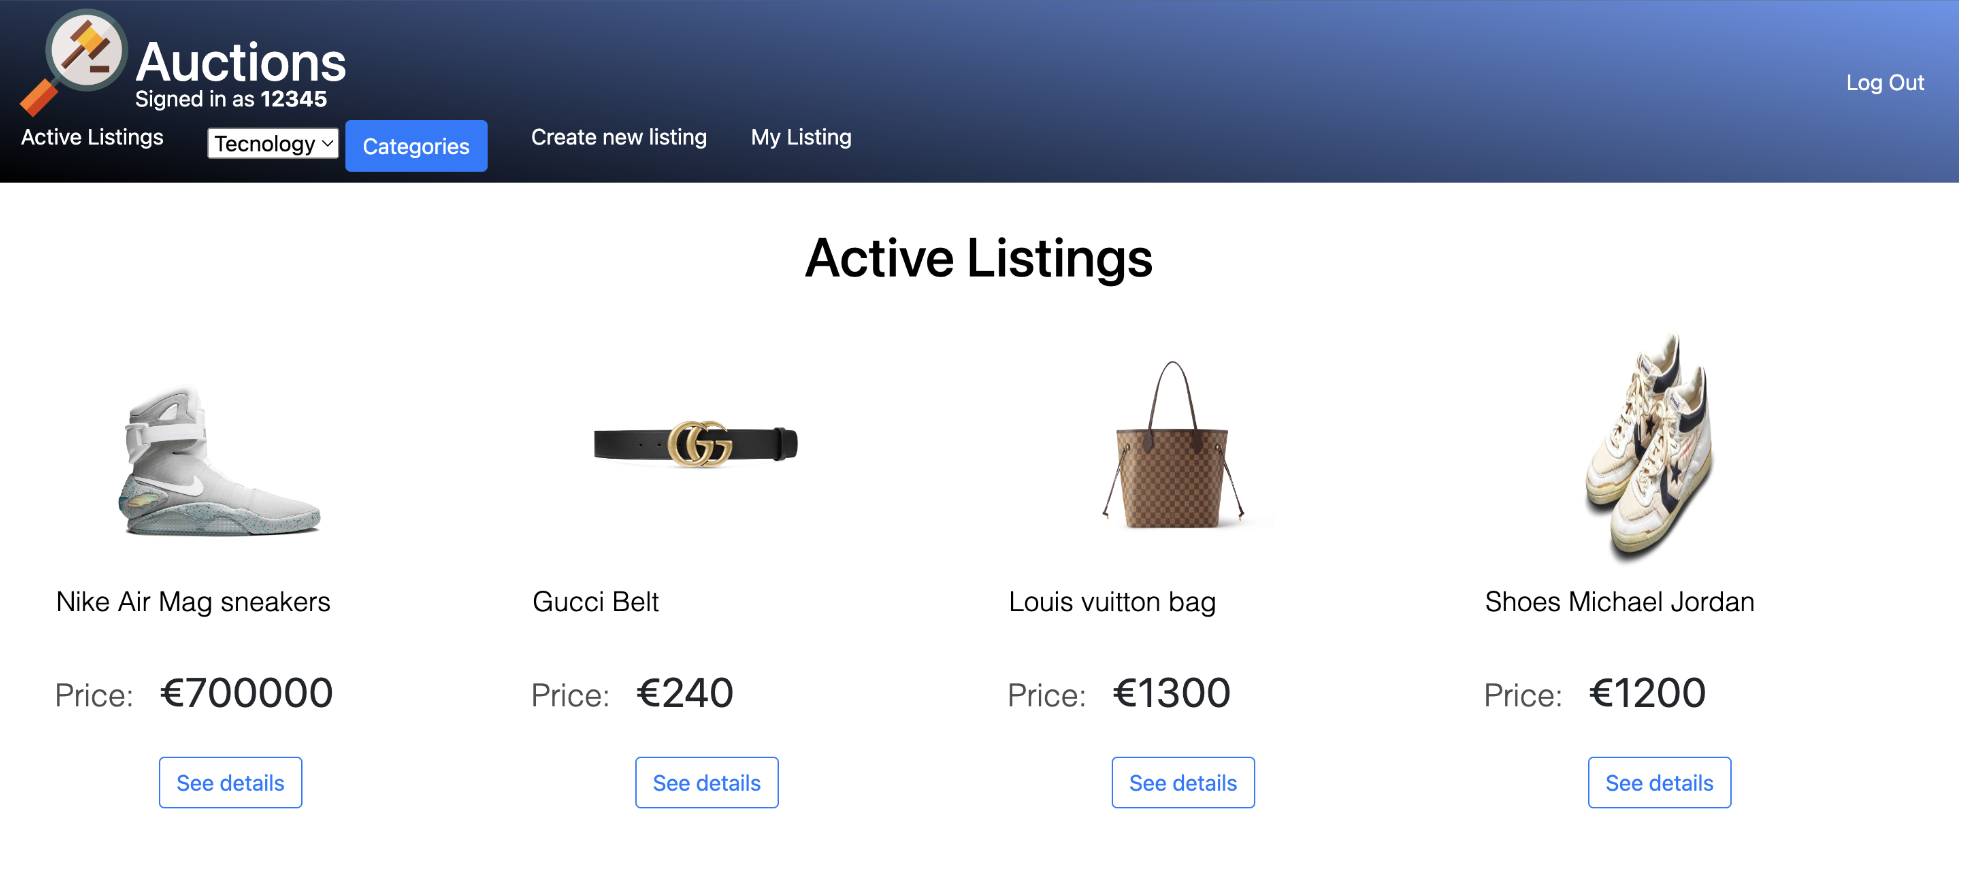 Auctions
Signed in as 12345
Log Out
Active Listings
Tecnology
Categories
Create new listing
My Listing
Active Listings
Nike Air Mag sneakers
Gucci Belt
Louis vuitton bag
Shoes Michael Jordan
Price: €700000
Price: €240
Price: €1300
Price: €1200
See details
See details
See details
See details